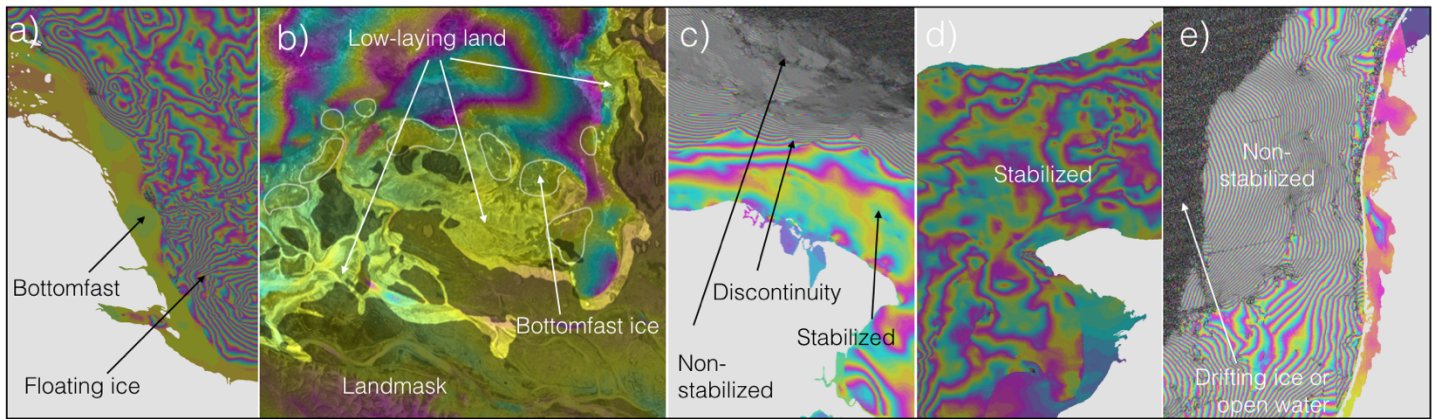 a)
Bottomfast
Floating ice
b)
Low-laying land
Bottomfast ice
Landmask
c)
Discontinuity
Stabilized
Non-
stabilized
d)
Stabilized
e)
Non-
stabilized
Drifting ice or
open water